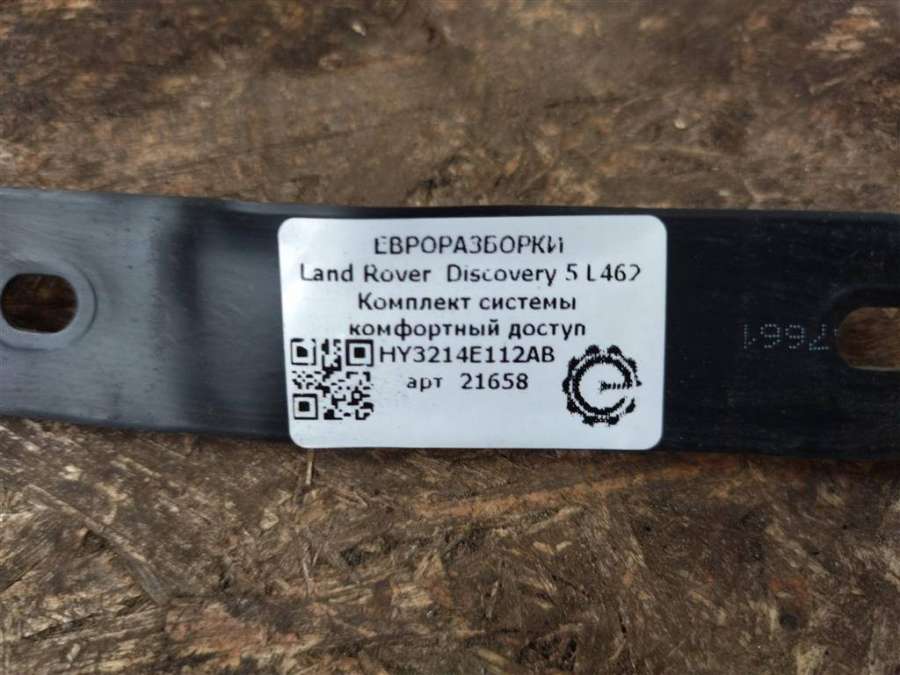 ЕВРОРАЗБОРКИ
Land Rover Discovery 5 L462
Комплект системы
комфортный доступ
HY3214E112AB
арт 21658